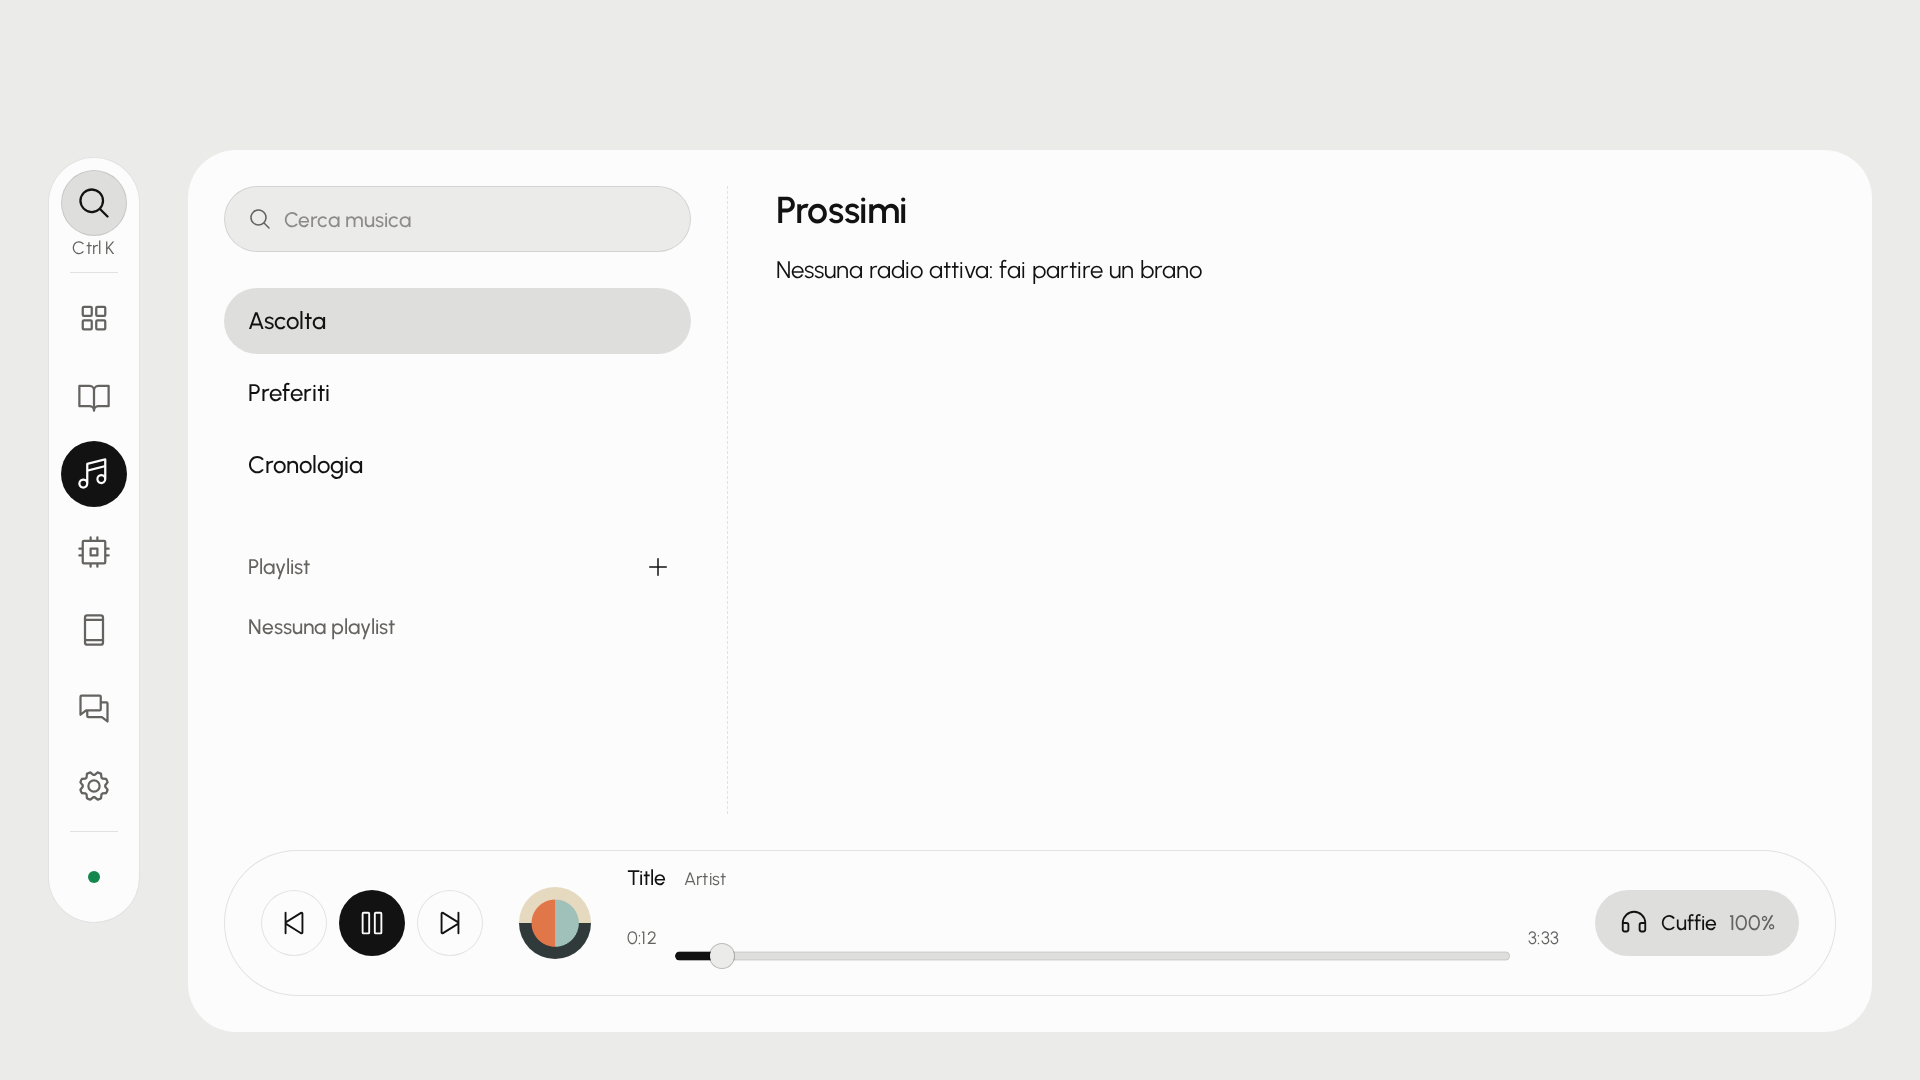 Ctrl K
Cerca musica
Ascolta
Preferiti
Cronologia
Playlist
Nessuna playlist
Prossimi
Nessuna radio attiva: fai partire un brano
Title Artist
0:12
3:33
Cuffie 100%